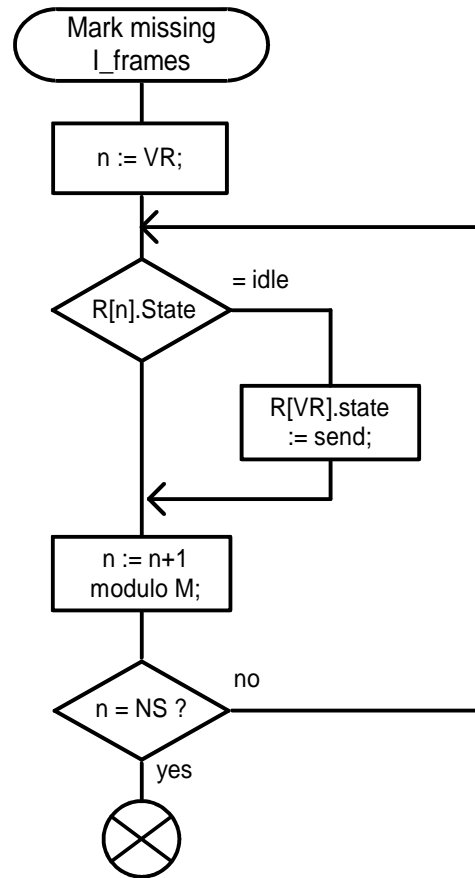 Mark missing
I_frames
n := VR;
= idle
R[n].State
R[VR].state
:= send;
n := n+1
modulo M;
no
n = NS ?
yes